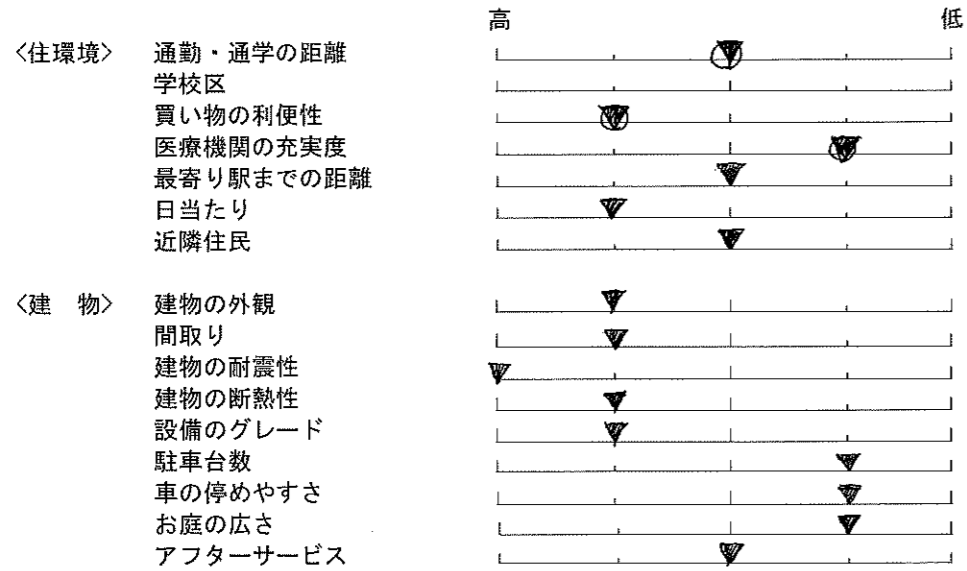 高 低
〈住環境〉 通勤・通学の距離
学校区
買い物の利便性
医療機関の充実度
最寄り駅までの距離
日当たり
近隣住民
〈建 物〉 建物の外観
間取り
建物の耐震性
建物の断熱性
設備のグレード
駐車台数
車の停めやすさ
お庭の広さ
アフターサービス